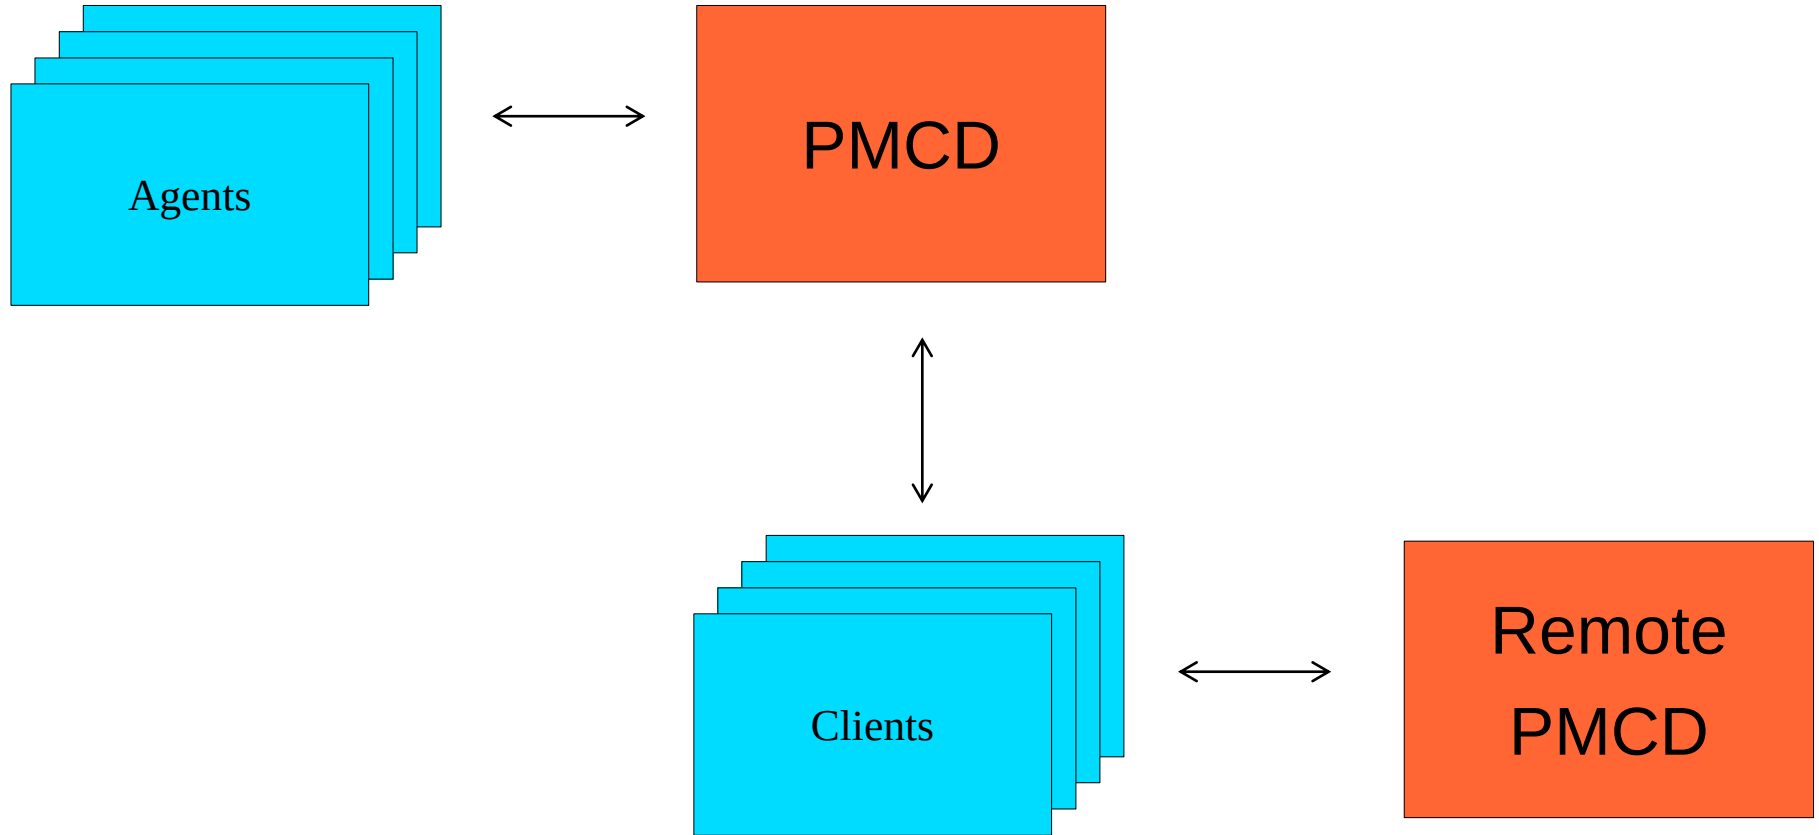 Agents
PMCD
Clients
Remote
PMCD